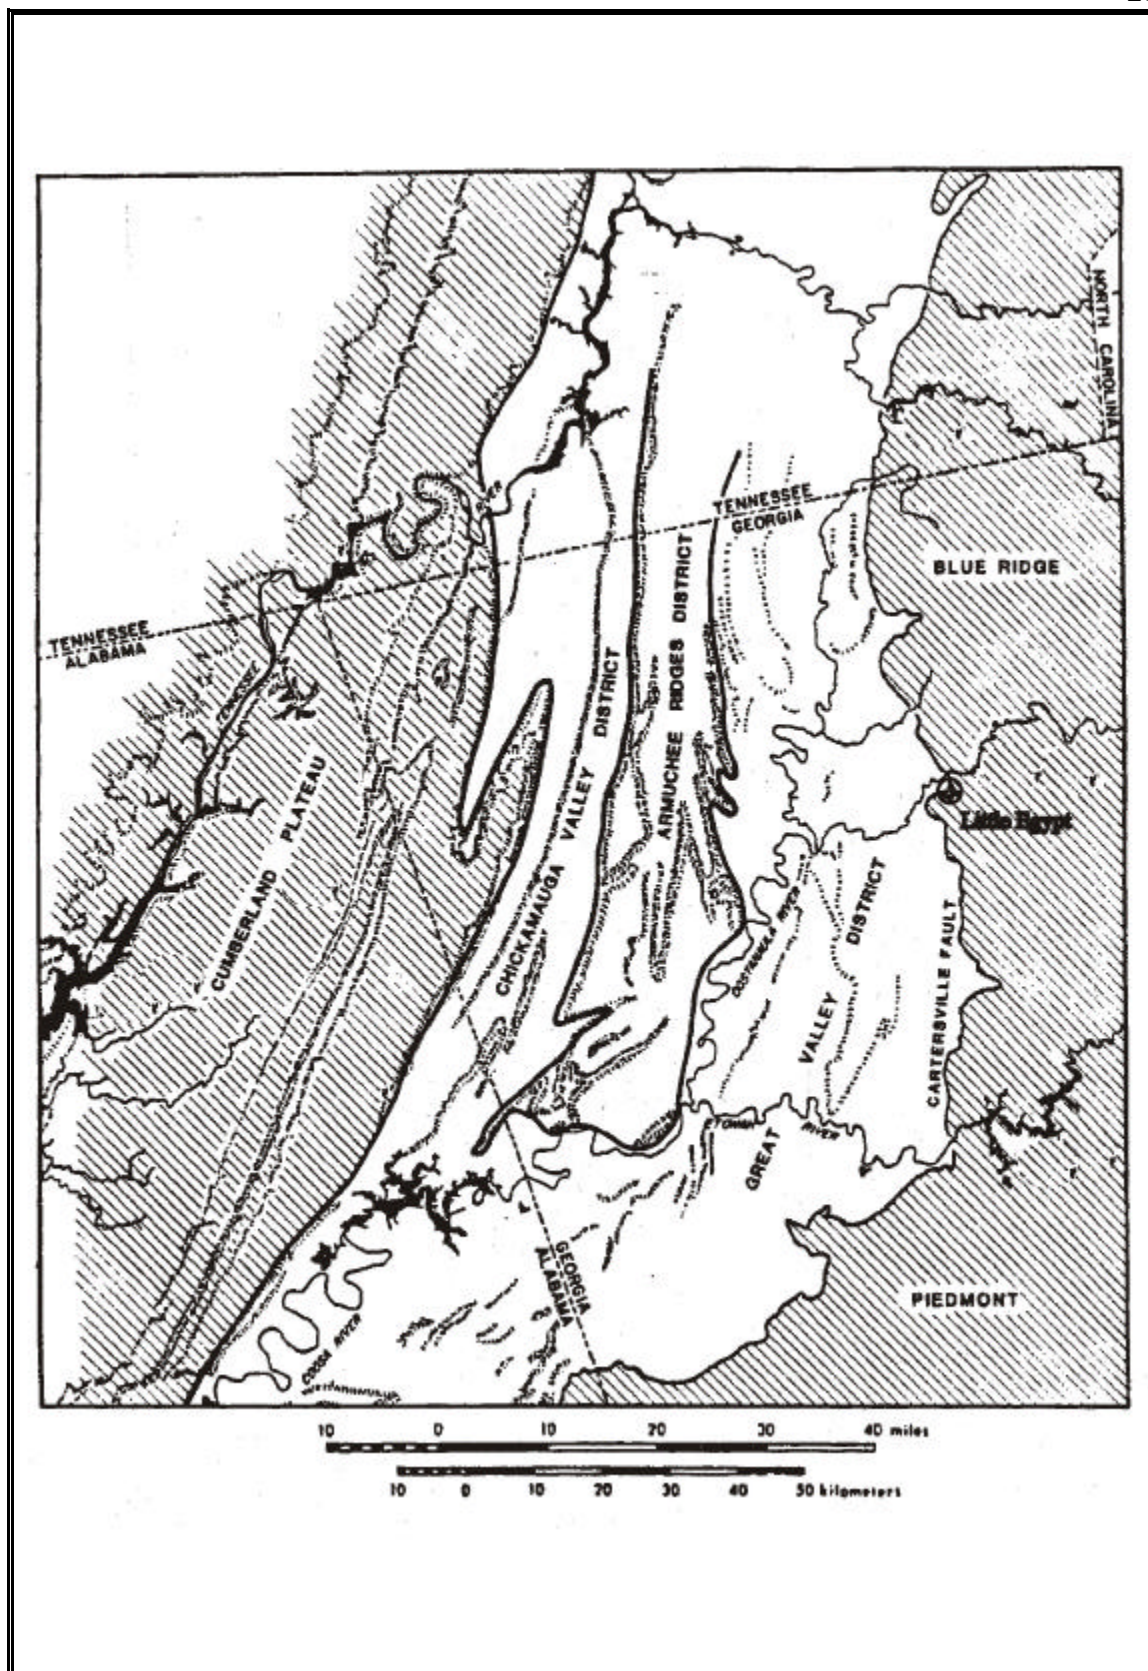 NORTH CAROLINA
RIVER
TENNESSEE
GEORGIA
BLUE RIDGE
TENNESSEE
ALABAMA
CUMBERLAND PLATEAU
CHICKAMAUGA VALLEY DISTRICT
ARMUCHEE RIDGES DISTRICT
Little Egypt
OOSTANAULA RIVER
GREAT VALLEY DISTRICT
CARTERSVILLE FAULT
ETOWAH RIVER
GEORGIA
ALABAMA
PIEDMONT
COOSA RIVER
10 0 10 20 30 40 miles
10 0 10 20 30 40 50 kilometers